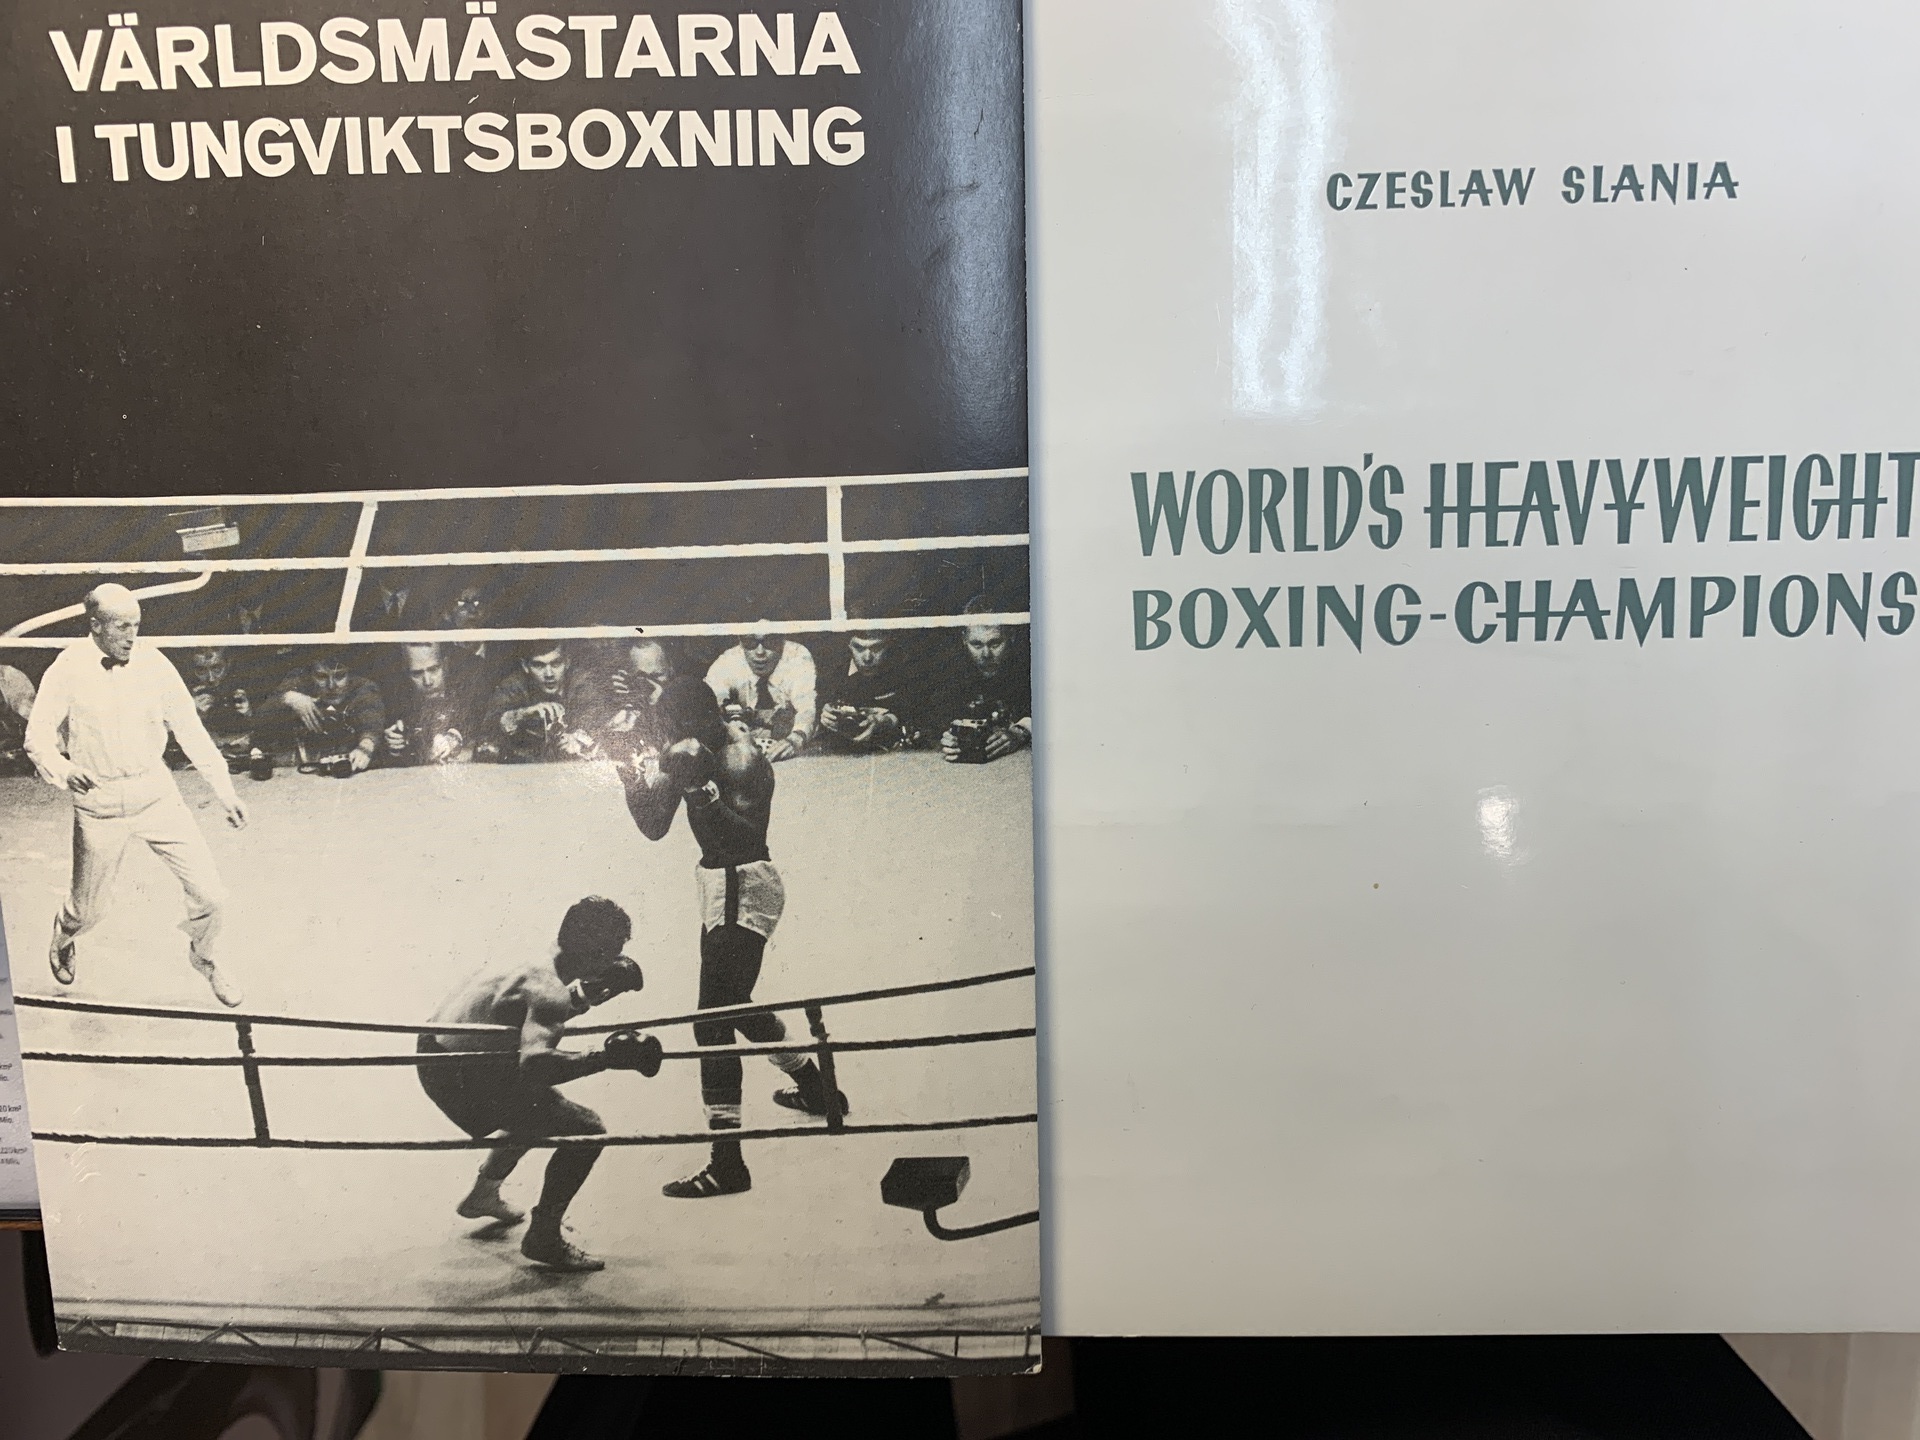 VÄRLDSMÄSTARNA
I TUNGVIKTSBOXNING
CZESLAW SLANIA
WORLD'S HEAVYWEIGHT
BOXING-CHAMPIONS